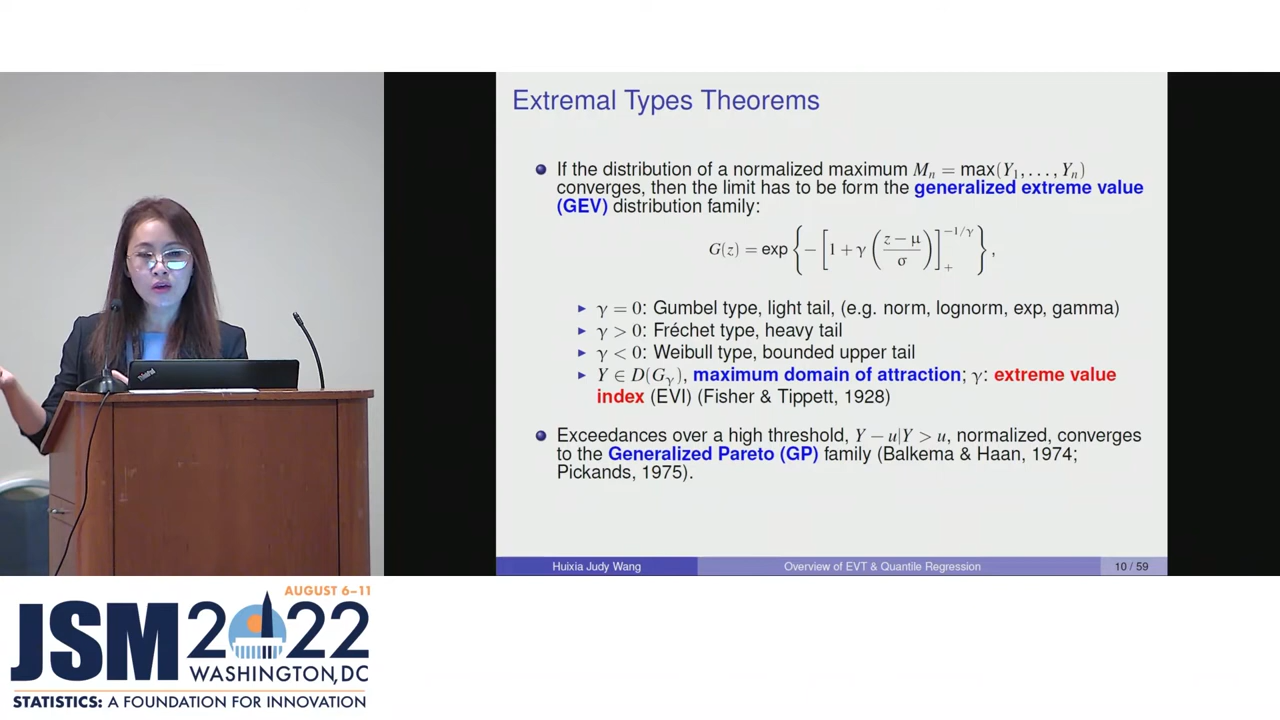 Extremal Types Theorems
If the distribution of a normalized maximum Mn = max(Y1,...,Yn)
converges, then the limit has to be form the generalized extreme value
(GEV) distribution family:
G(z) = exp{−[1 + γ((z−µ)/σ)]+^{−1/γ}},
γ = 0: Gumbel type, light tail, (e.g. norm, lognorm, exp, gamma)
γ > 0: Fréchet type, heavy tail
γ < 0: Weibull type, bounded upper tail
Y ∈ D(Gγ), maximum domain of attraction; γ: extreme value
index (EVI) (Fisher & Tippett, 1928)
Exceedances over a high threshold, Y − u|Y > u, normalized, converges
to the Generalized Pareto (GP) family (Balkema & Haan, 1974;
Pickands, 1975).
Huixia Judy Wang Overview of EVT & Quantile Regression 10 / 59
ThinkPad
AUGUST 6–11
JSM 2022
WASHINGTON, DC
STATISTICS: A FOUNDATION FOR INNOVATION